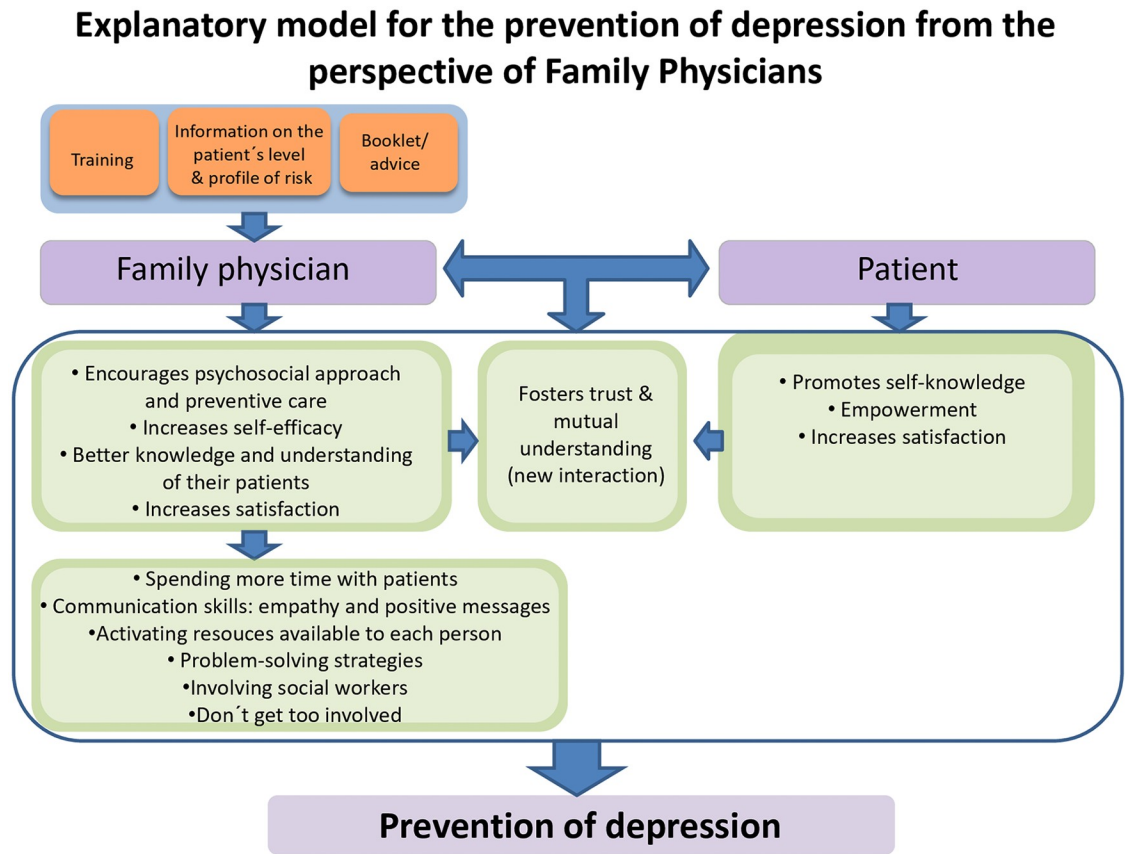 Explanatory model for the prevention of depression from the
perspective of Family Physicians
Training
Information on the
patient´s level
& profile of risk
Booklet/
advice
Family physician
Patient
• Encourages psychosocial approach
and preventive care
• Increases self-efficacy
• Better knowledge and understanding
of their patients
• Increases satisfaction
Fosters trust &
mutual
understanding
(new interaction)
• Promotes self-knowledge
• Empowerment
• Increases satisfaction
• Spending more time with patients
• Communication skills: empathy and positive messages
•Activating resouces available to each person
• Problem-solving strategies
•Involving social workers
•Don´t get too involved
Prevention of depression